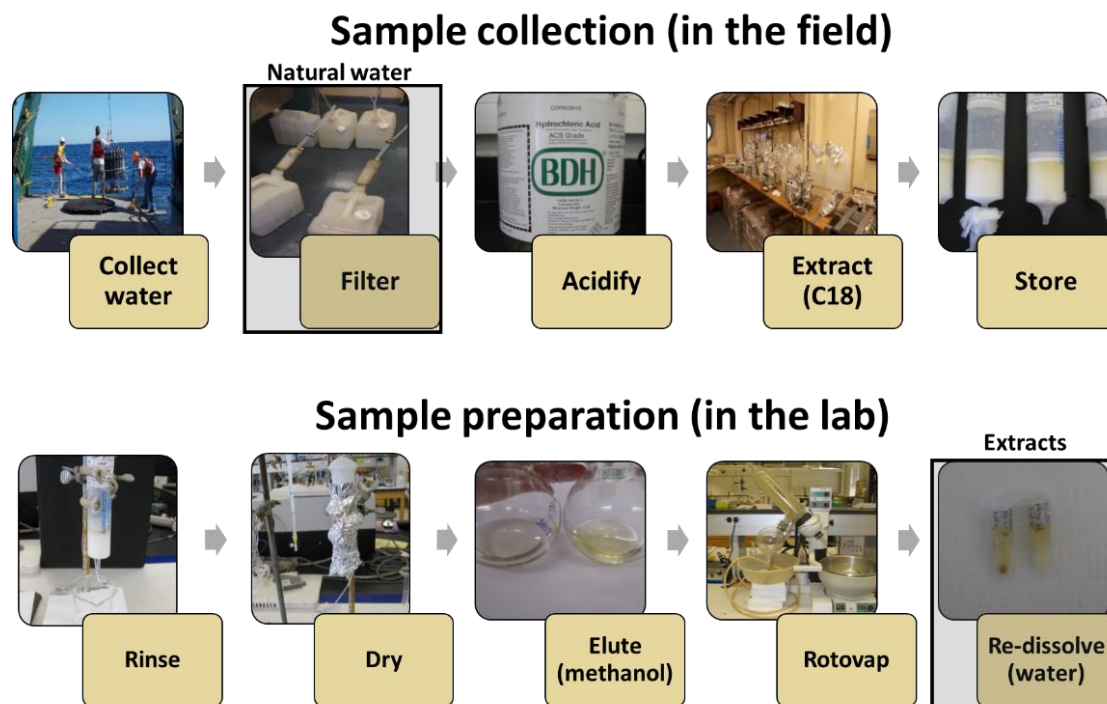 Sample collection (in the field)
Natural water
CORROSIVE
Hydrochloric Acid
ACS Grade
BDH
Collect
water
Filter
Acidify
Extract
(C18)
Store
Sample preparation (in the lab)
Extracts
Rinse
Dry
Elute
(methanol)
Rotovap
Re-dissolve
(water)